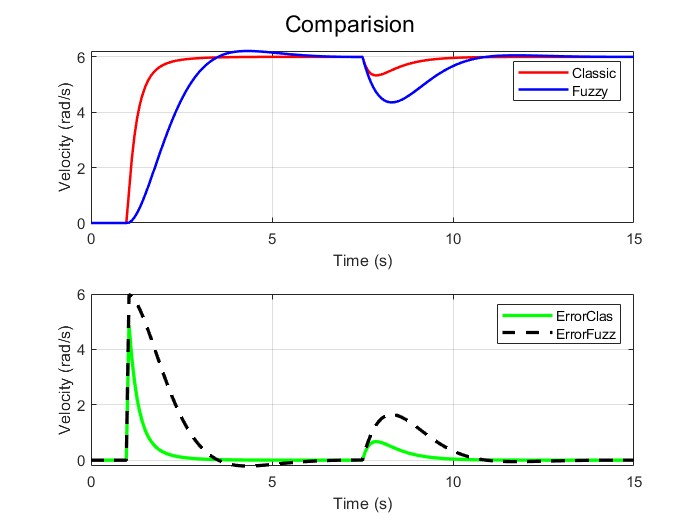 Comparision
6
4
2
0
Velocity (rad/s)
Classic
Fuzzy
0 5 10 15
Time (s)
6
4
2
0
Velocity (rad/s)
ErrorClas
ErrorFuzz
0 5 10 15
Time (s)